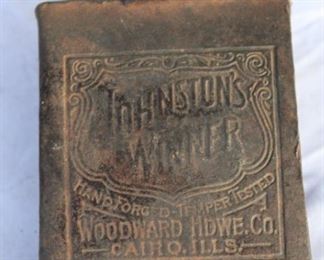 JOHNSTON'S
WINNER
HAND FORGED-TEMPER TESTED
WOODWARD HDWE. CO.
CAIRO, ILLS.